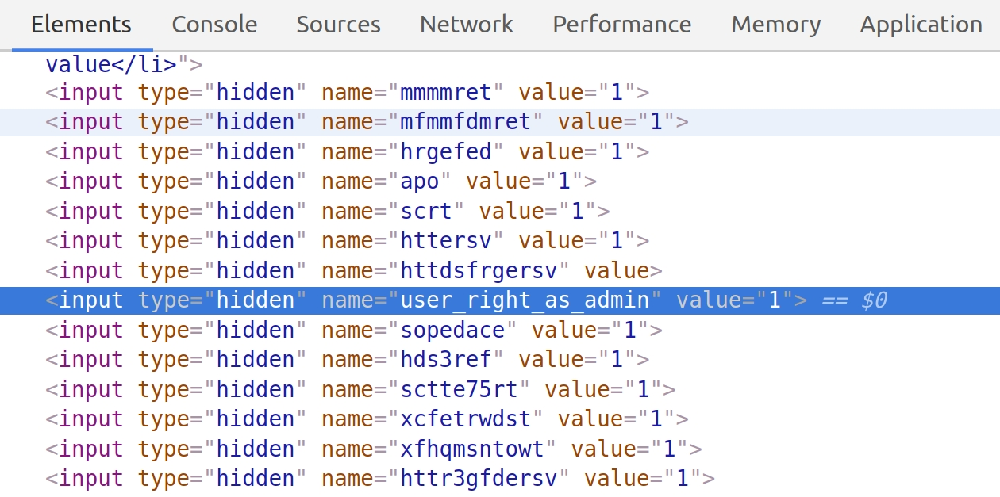 Elements Console Sources Network Performance Memory Application
value</li>">
<input type="hidden" name="mmmmret" value="1">
<input type="hidden" name="mfmmfdmret" value="1">
<input type="hidden" name="hrgefed" value="1">
<input type="hidden" name="apo" value="1">
<input type="hidden" name="scrt" value="1">
<input type="hidden" name="httersv" value="1">
<input type="hidden" name="httdsfrgersv" value>
<input type="hidden" name="user_right_as_admin" value="1"> == $0
<input type="hidden" name="sopedace" value="1">
<input type="hidden" name="hds3ref" value="1">
<input type="hidden" name="sctte75rt" value="1">
<input type="hidden" name="xcfetrwdst" value="1">
<input type="hidden" name="xfhqmsntowt" value="1">
<input type="hidden" name="httr3gfdersv" value="1">